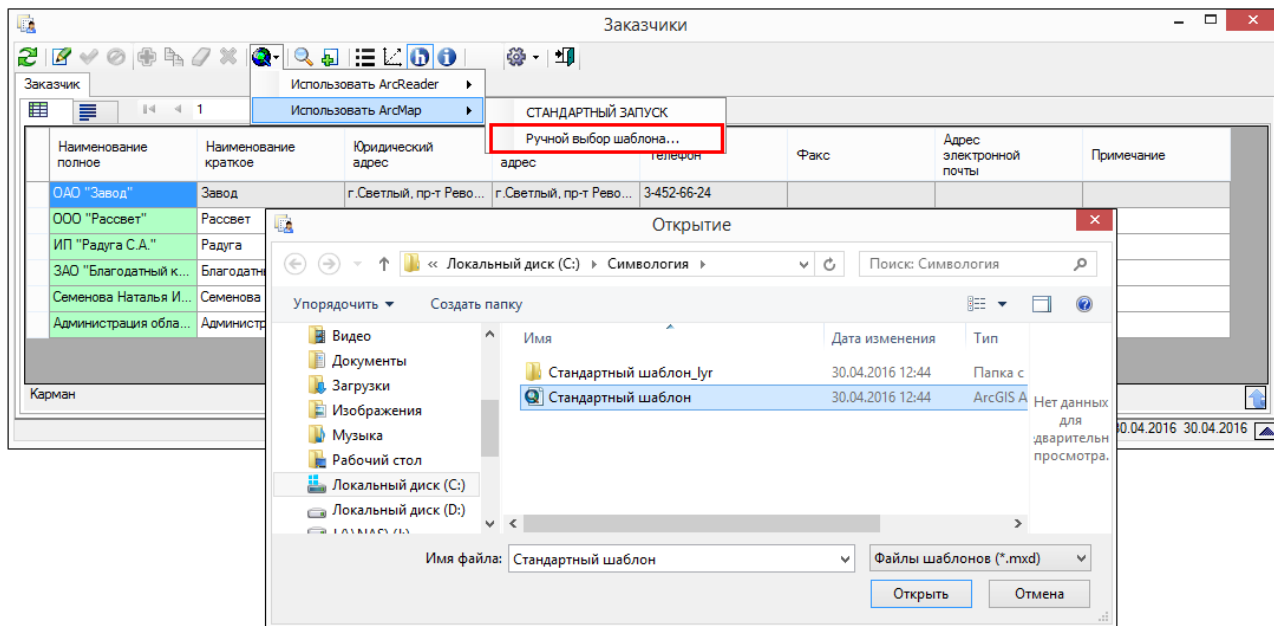 Заказчики
Заказчик
Использовать ArcReader
1
Использовать ArcMap
СТАНДАРТНЫЙ ЗАПУСК
Ручной выбор шаблона...
Наименование полное
Наименование краткое
Юридический адрес
адрес
Телефон
Факс
Адрес электронной почты
Примечание
ОАО "Завод" Завод г.Светлый, пр-т Рево... г.Светлый, пр-т Рево... 3-452-66-24
ООО "Рассвет" Рассвет
ИП "Радуга С.А." Радуга
ЗАО "Благодатный к... Благодатн
Семенова Наталья И... Семенова
Администрация обла... Администр
Карман
30.04.2016 30.04.2016
Открытие
« Локальный диск (C:) Симвология
Поиск: Симвология
Упорядочить Создать папку
Имя Дата изменения Тип
Видео
Документы
Загрузки
Изображения
Музыка
Рабочий стол
Локальный диск (C:)
Локальный диск (D:)
Стандартный шаблон_lyr 30.04.2016 12:44 Папка с
Стандартный шаблон 30.04.2016 12:44 ArcGIS A
Нет данных
для
едварительн
просмотра.
Имя файла: Стандартный шаблон Файлы шаблонов (*.mxd)
Открыть Отмена